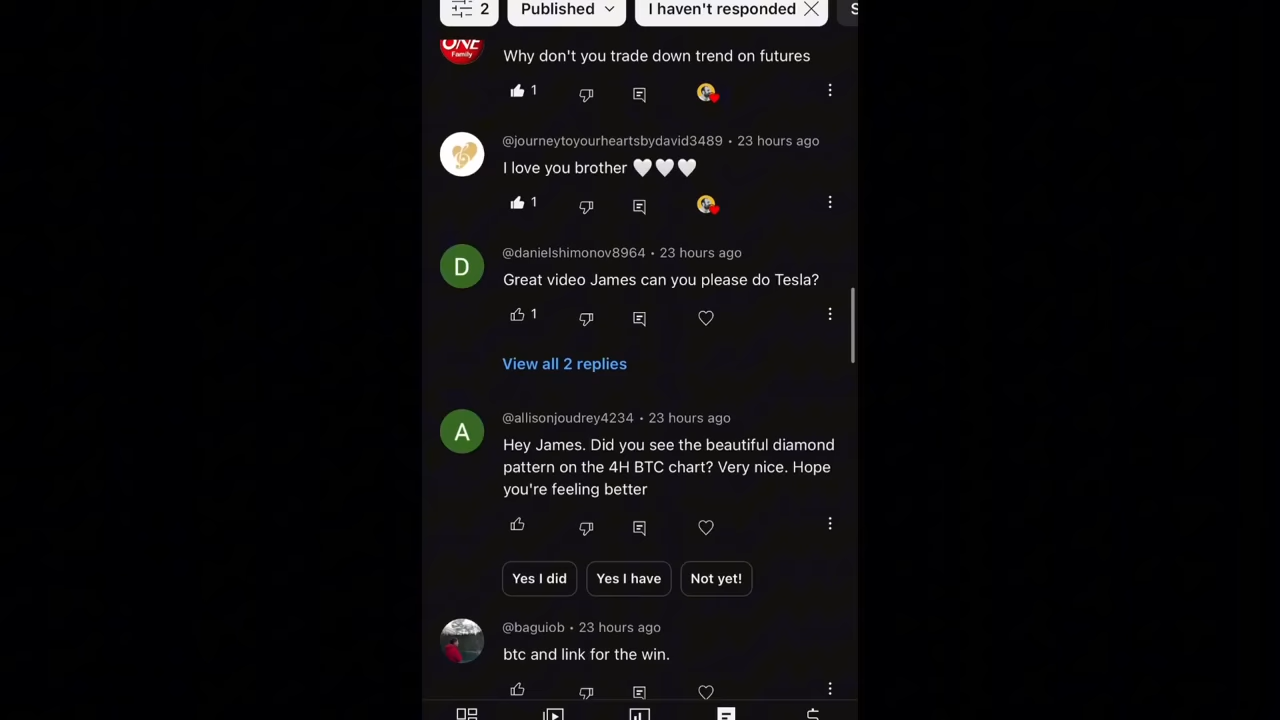 2 Published I haven't responded S
ONE
Family
Why don't you trade down trend on futures
1
@journeytoyourheartsbydavid3489 • 23 hours ago
I love you brother 🤍🤍🤍
1
D
@danielshimonov8964 • 23 hours ago
Great video James can you please do Tesla?
1
View all 2 replies
A
@allisonjoudrey4234 • 23 hours ago
Hey James. Did you see the beautiful diamond
pattern on the 4H BTC chart? Very nice. Hope
you're feeling better
Yes I did Yes I have Not yet!
@baguiob • 23 hours ago
btc and link for the win.